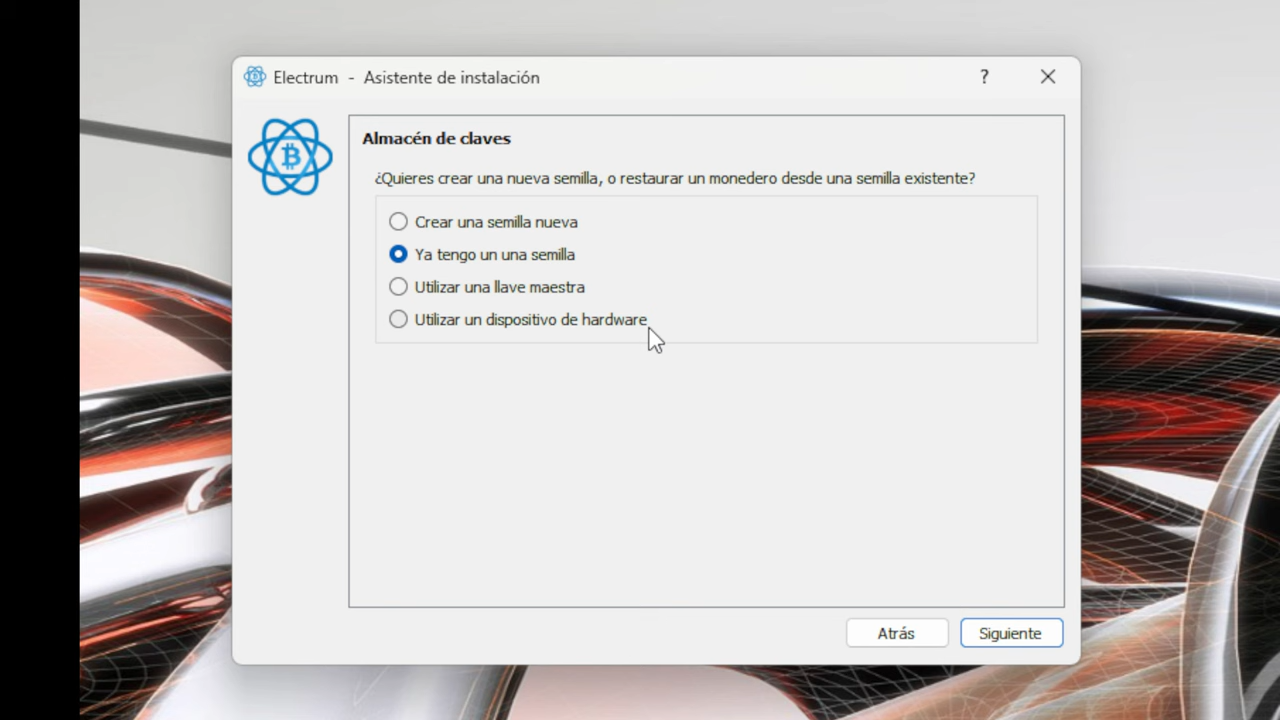 Electrum - Asistente de instalación
?
Almacén de claves
¿Quieres crear una nueva semilla, o restaurar un monedero desde una semilla existente?
Crear una semilla nueva
Ya tengo un una semilla
Utilizar una llave maestra
Utilizar un dispositivo de hardware
Atrás
Siguiente